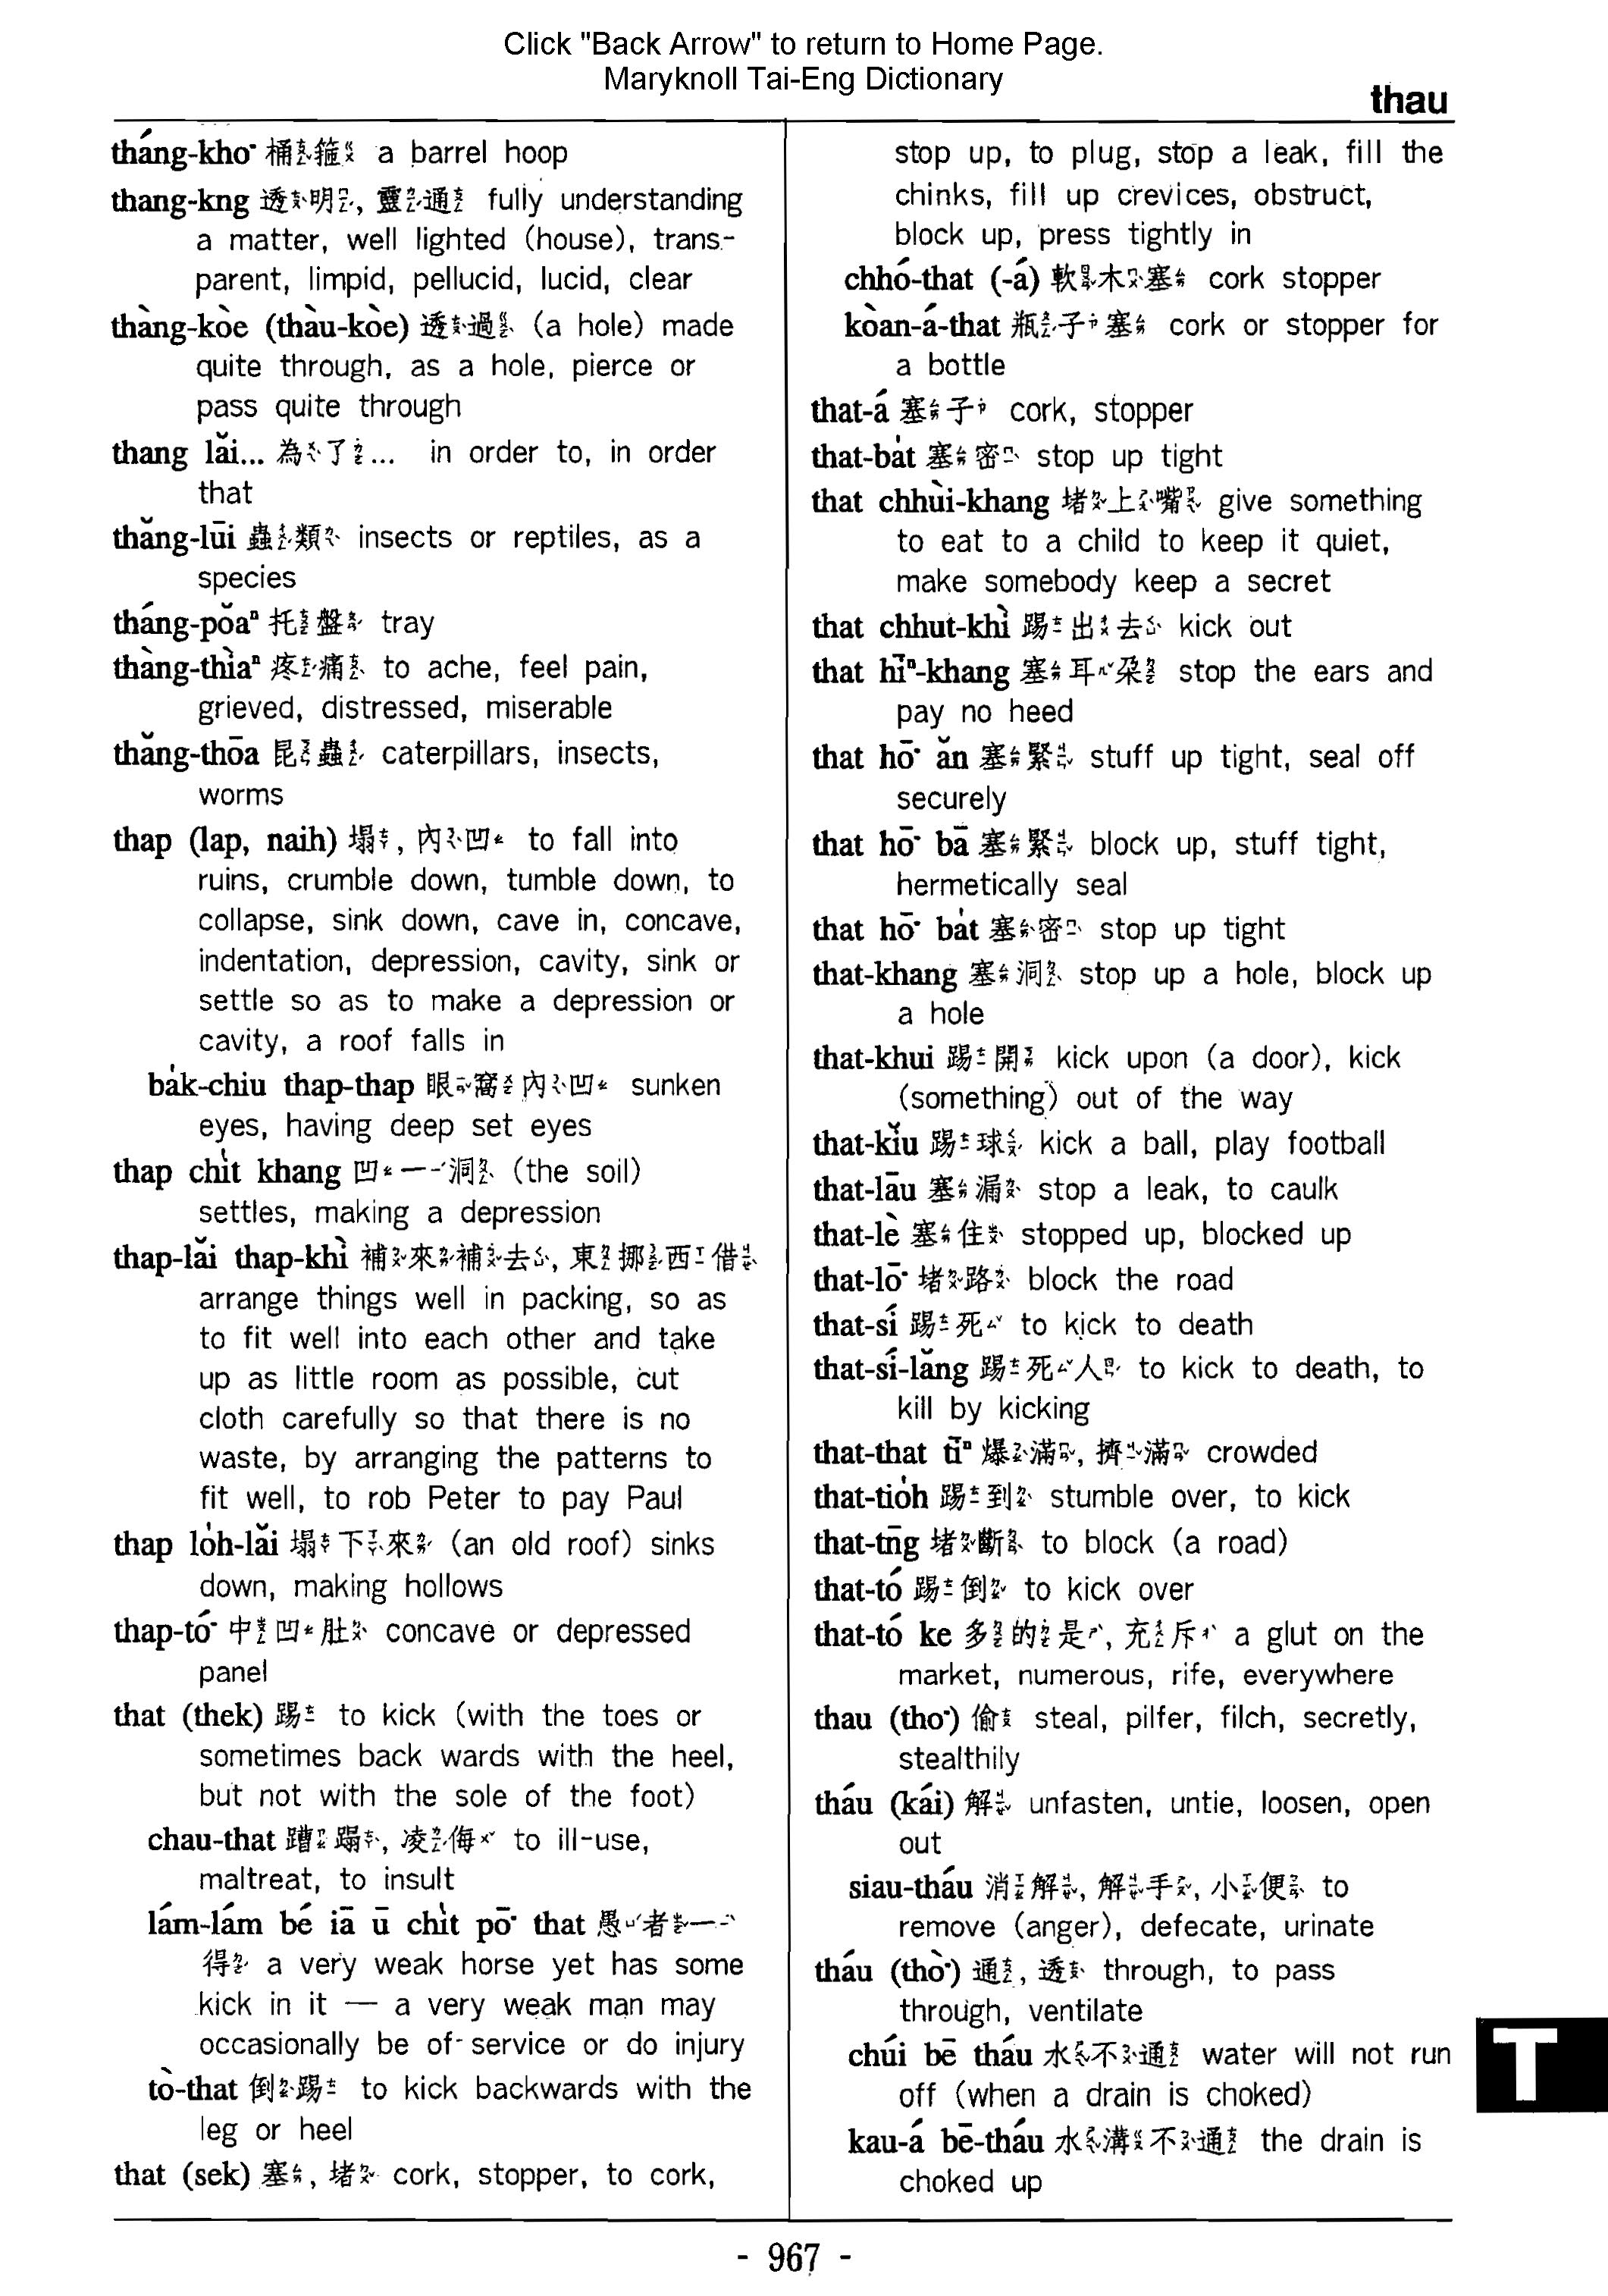 Click "Back Arrow" to return to Home Page.
Maryknoll Tai-Eng Dictionary
thau
tháng-kho· 桶箍 a barrel hoop
thang-kng 透明, 靈通 fully understanding
a matter, well lighted (house), trans-
parent, limpid, pellucid, lucid, clear
thàng-kòe (thàu-kòe) 透過 (a hole) made
quite through, as a hole, pierce or
pass quite through
thang lăi... 為了... in order to, in order
that
thăng-lūi 蟲類 insects or reptiles, as a
species
tháng-pŏaⁿ 托盤 tray
thàng-thìaⁿ 疼痛 to ache, feel pain,
grieved, distressed, miserable
thăng-thōa 昆蟲 caterpillars, insects,
worms
thap (lap, naih) 塌, 內凹 to fall into
ruins, crumble down, tumble down, to
collapse, sink down, cave in, concave,
indentation, depression, cavity, sink or
settle so as to make a depression or
cavity, a roof falls in
ba̍k-chiu thap-thap 眼窩內凹 sunken
eyes, having deep set eyes
thap chi̍t khang 凹一洞 (the soil)
settles, making a depression
thap-lăi thap-khì 補來補去, 東挪西借
arrange things well in packing, so as
to fit well into each other and take
up as little room as possible, cut
cloth carefully so that there is no
waste, by arranging the patterns to
fit well, to rob Peter to pay Paul
thap lo̍h-lăi 塌下來 (an old roof) sinks
down, making hollows
thap-tó· 中凹肚 concave or depressed
panel
that (thek) 踢 to kick (with the toes or
sometimes back wards with the heel,
but not with the sole of the foot)
chau-that 蹧蹋, 凌侮 to ill-use,
maltreat, to insult
lám-lám bé iā ū chi̍t pō· that 愚者一
得 a very weak horse yet has some
kick in it — a very weak man may
occasionally be of service or do injury
tò-that 倒踢 to kick backwards with the
leg or heel
that (sek) 塞, 堵 cork, stopper, to cork,
stop up, to plug, stop a leak, fill the
chinks, fill up crevices, obstruct,
block up, press tightly in
chhó-that (-á) 軟木塞 cork stopper
kòan-á-that 瓶子塞 cork or stopper for
a bottle
that-á 塞子 cork, stopper
that-ba̍t 塞密 stop up tight
that chhùi-khang 堵上嘴 give something
to eat to a child to keep it quiet,
make somebody keep a secret
that chhut-khì 踢出去 kick out
that hīⁿ-khang 塞耳朵 stop the ears and
pay no heed
that hō· ăn 塞緊 stuff up tight, seal off
securely
that hō· bā 塞緊 block up, stuff tight,
hermetically seal
that hō· ba̍t 塞密 stop up tight
that-khang 塞洞 stop up a hole, block up
a hole
that-khui 踢開 kick upon (a door), kick
(something) out of the way
that-kĭu 踢球 kick a ball, play football
that-lāu 塞漏 stop a leak, to caulk
that-lè 塞住 stopped up, blocked up
that-lō· 堵路 block the road
that-sí 踢死 to kick to death
that-sí-lăng 踢死人 to kick to death, to
kill by kicking
that-that tīⁿ 爆滿, 擠滿 crowded
that-tio̍h 踢到 stumble over, to kick
that-tn̄g 堵斷 to block (a road)
that-tó 踢倒 to kick over
that-tó ke 多的是, 充斥 a glut on the
market, numerous, rife, everywhere
thau (tho·) 偷 steal, pilfer, filch, secretly,
stealthily
tháu (kái) 解 unfasten, untie, loosen, open
out
siau-tháu 消解, 解手, 小便 to
remove (anger), defecate, urinate
tháu (thò·) 通, 透 through, to pass
through, ventilate
chúi bē tháu 水不通 water will not run
off (when a drain is choked)
kau-á bē-tháu 水溝不通 the drain is
choked up
T
- 967 -